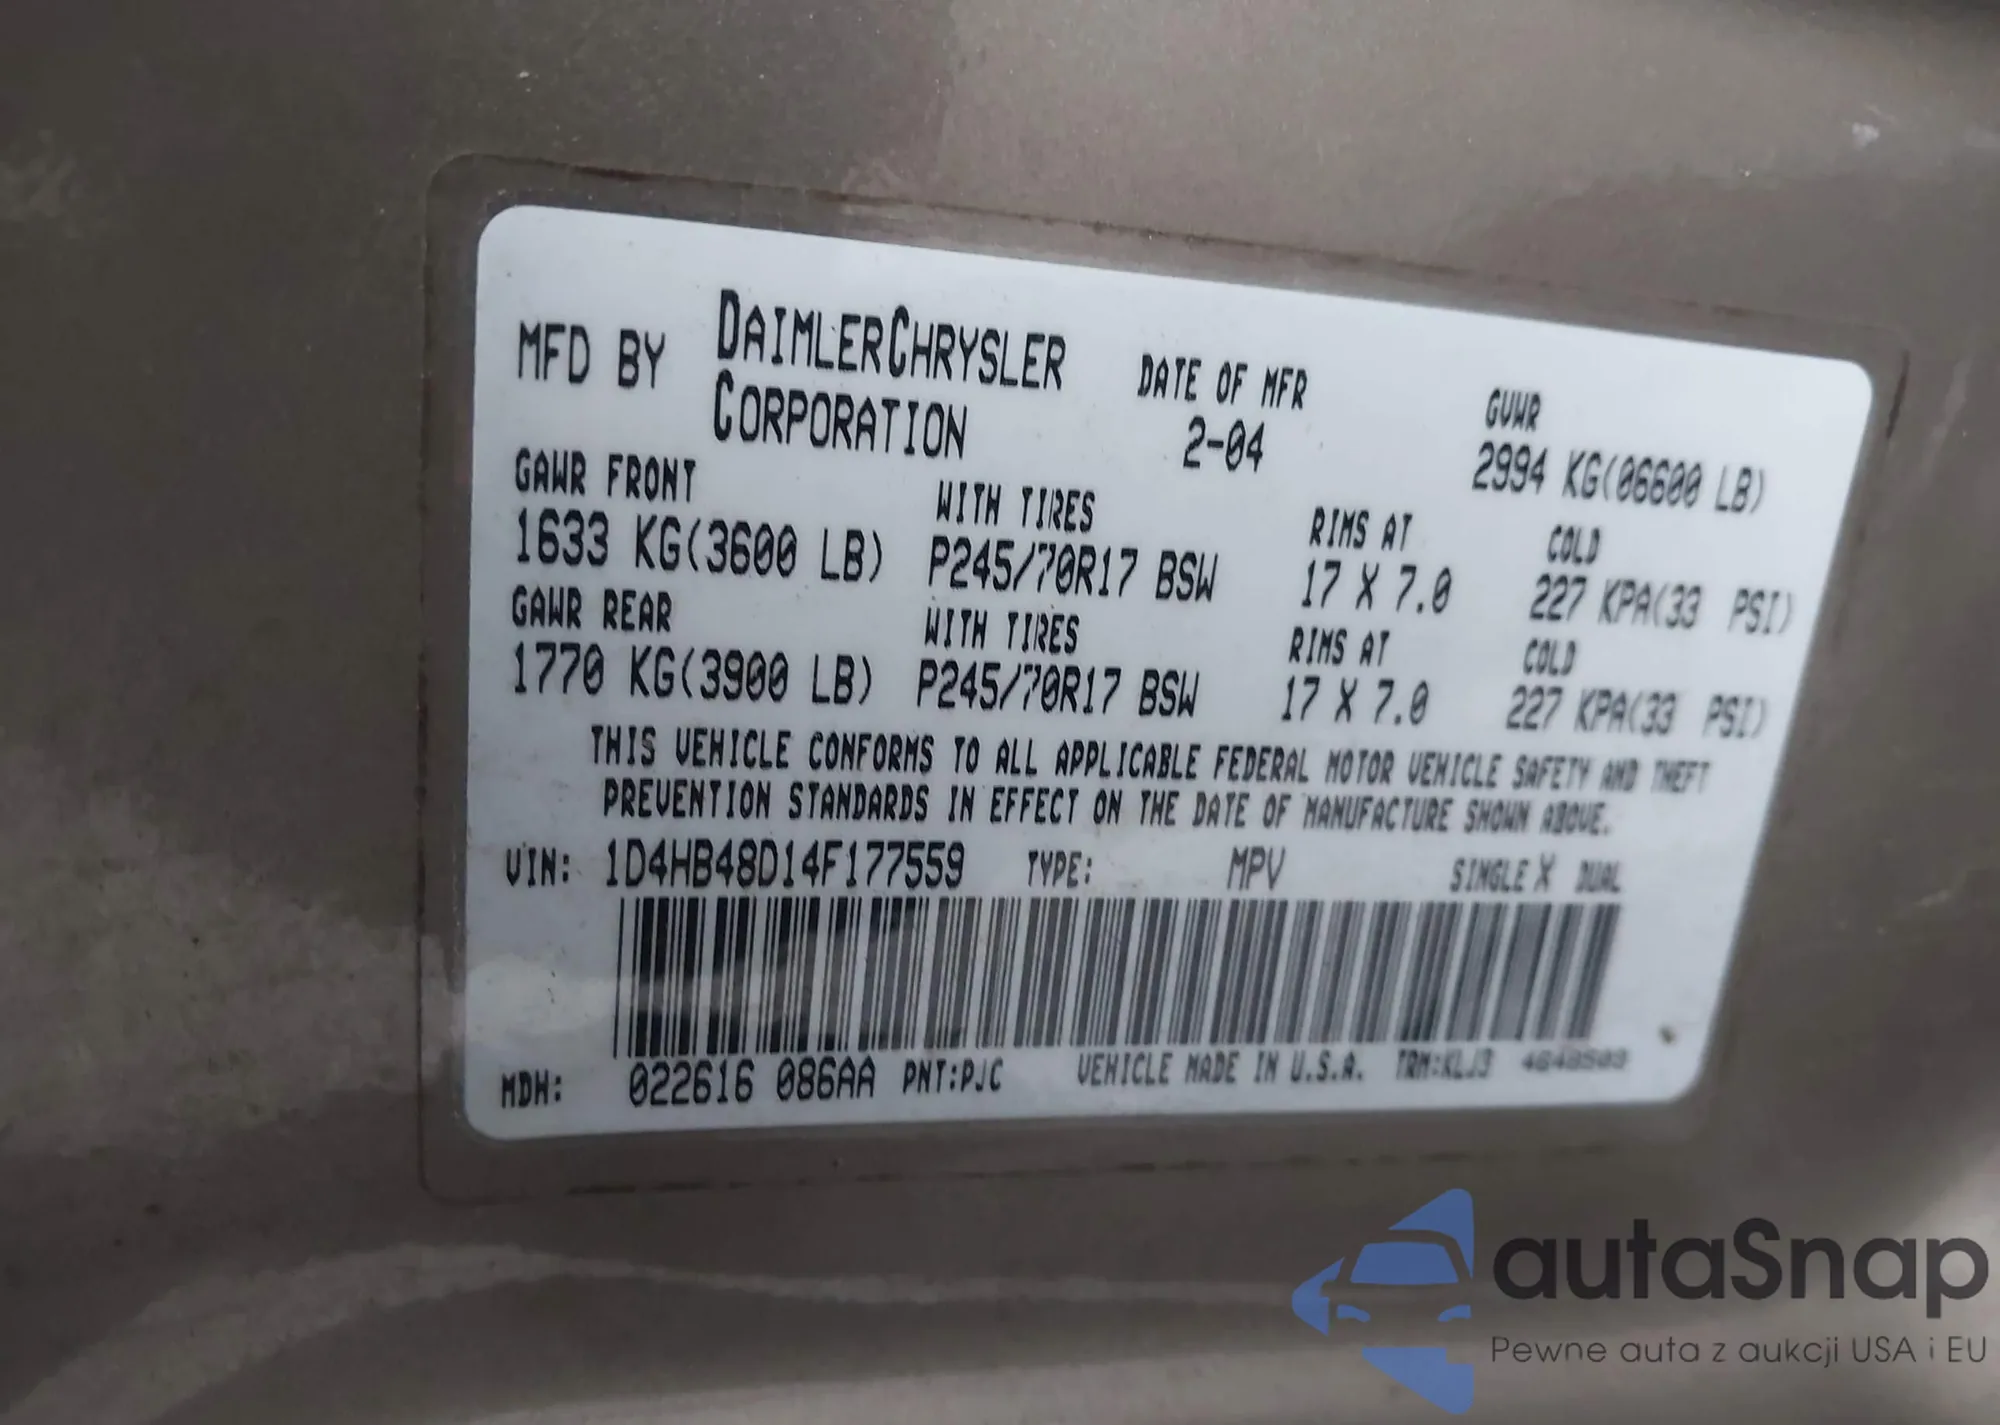 MFD BY DAIMLERCHRYSLER CORPORATION DATE OF MFR 2-04 GVWR 2994 KG(06600 LB)
GAWR FRONT WITH TIRES RIMS AT COLD
1633 KG(3600 LB) P245/70R17 BSW 17 X 7.0 227 KPA(33 PSI)
GAWR REAR WITH TIRES RIMS AT COLD
1770 KG(3900 LB) P245/70R17 BSW 17 X 7.0 227 KPA(33 PSI)
THIS VEHICLE CONFORMS TO ALL APPLICABLE FEDERAL MOTOR VEHICLE SAFETY AND THEFT
PREVENTION STANDARDS IN EFFECT ON THE DATE OF MANUFACTURE SHOWN ABOVE.
VIN: 1D4HB48D14F177559 TYPE: MPV SINGLE X DUAL
MDH: 022616 086AA PNT:PJC VEHICLE MADE IN U.S.A. TRM:KLJ3
autaSnap
Pewne auta z aukcji USA i EU